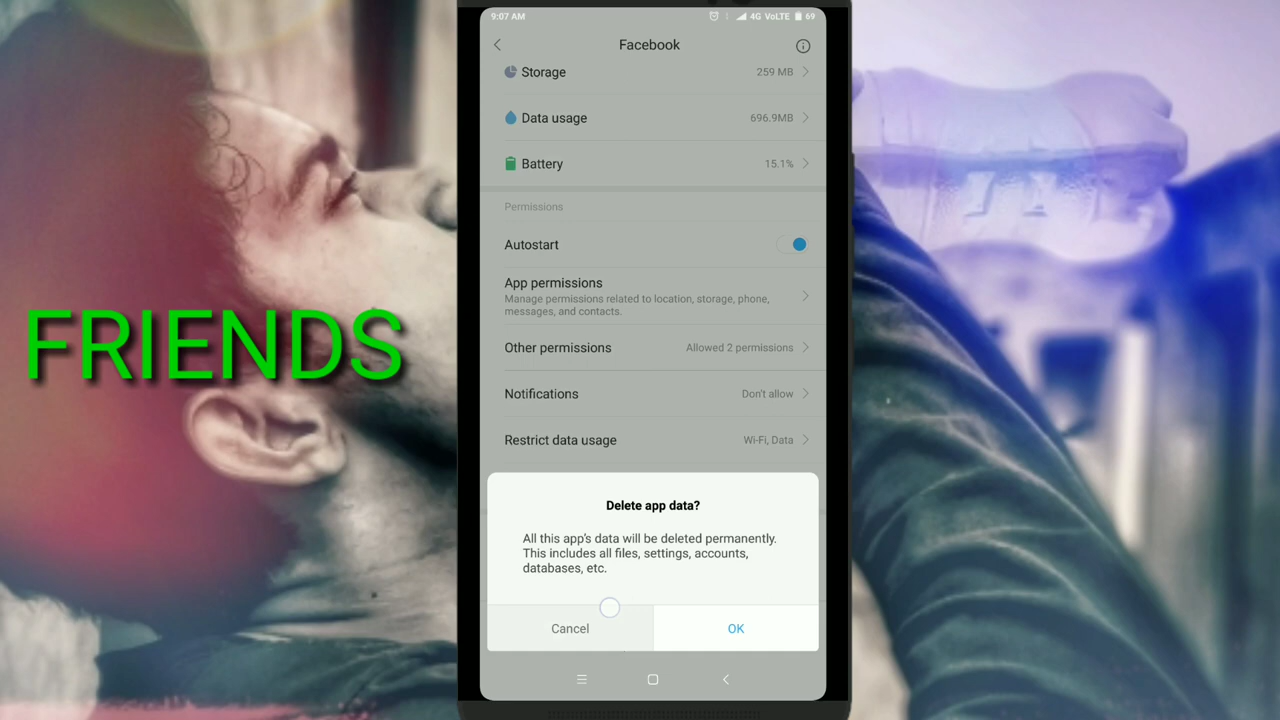 9:07 AM
4G VoLTE 69
Facebook
Storage 259 MB
Data usage 696.9MB
Battery 15.1%
Permissions
Autostart
App permissions
Manage permissions related to location, storage, phone,
messages, and contacts.
Other permissions Allowed 2 permissions
FRIENDS
Notifications Don't allow
Restrict data usage Wi-Fi, Data
Delete app data?
All this app's data will be deleted permanently.
This includes all files, settings, accounts,
databases, etc.
Cancel OK